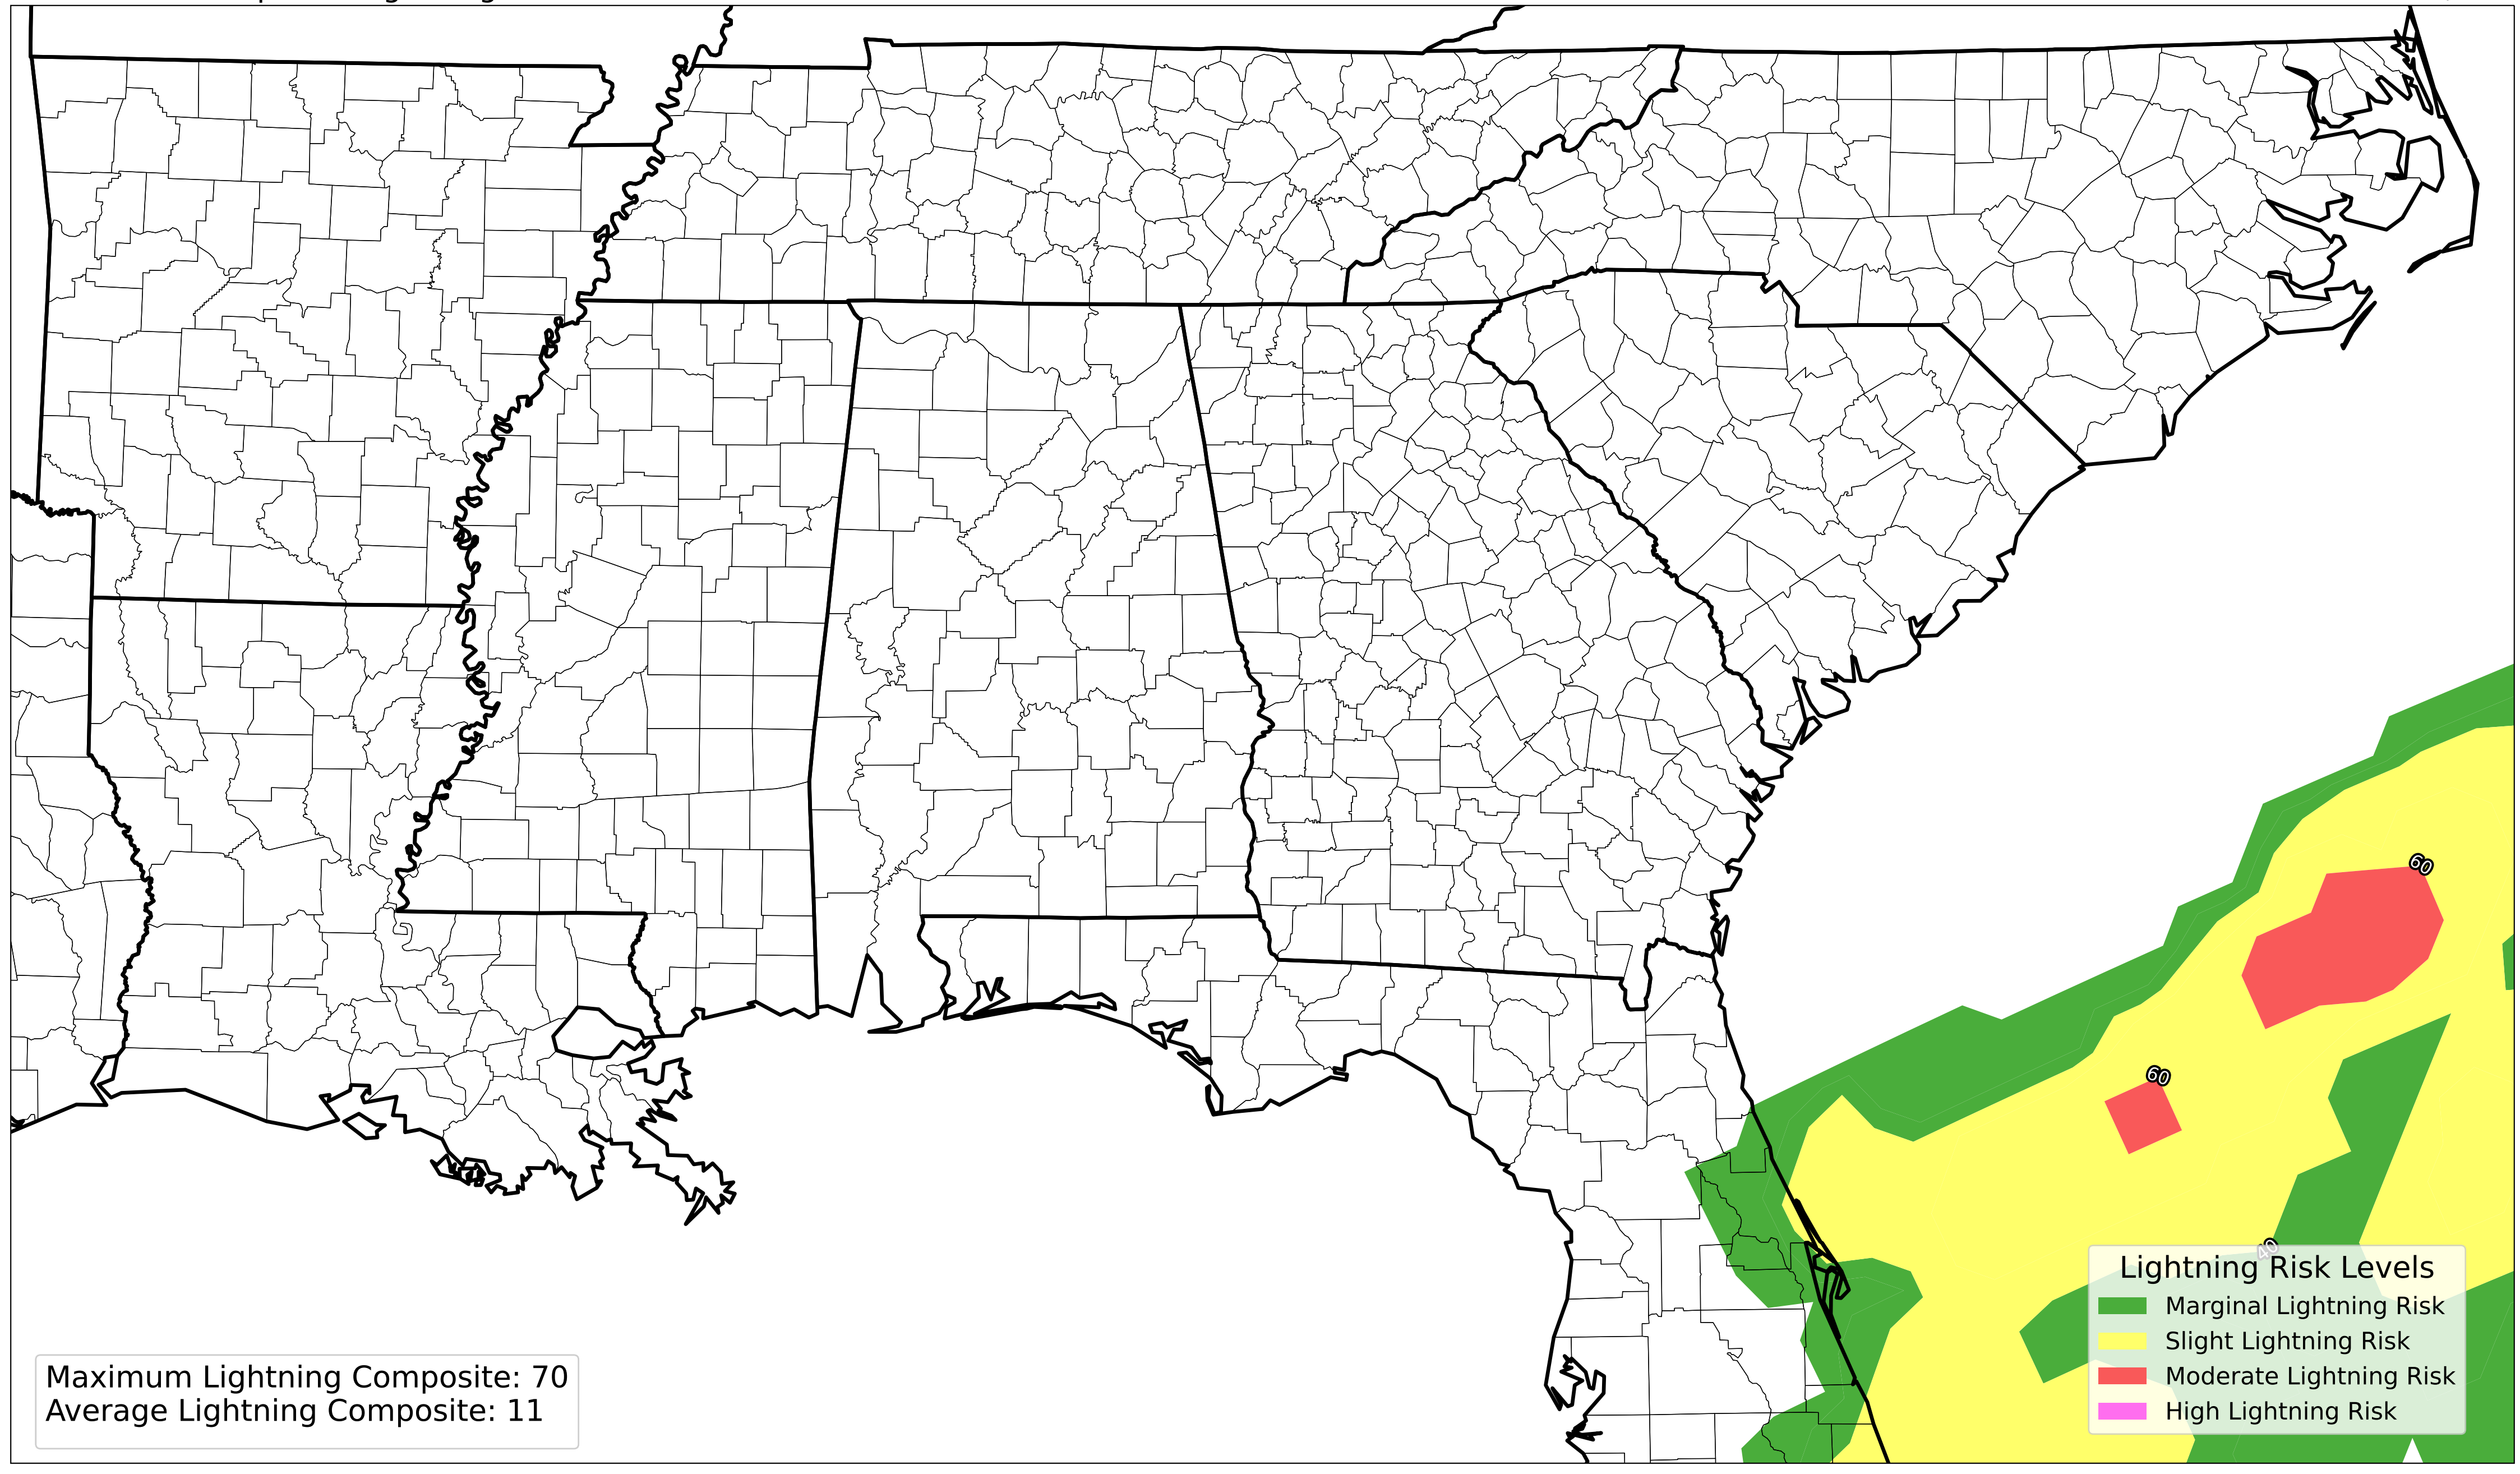 60
60
40
Lightning Risk Levels
Marginal Lightning Risk
Slight Lightning Risk
Moderate Lightning Risk
High Lightning Risk
Maximum Lightning Composite: 70
Average Lightning Composite: 11